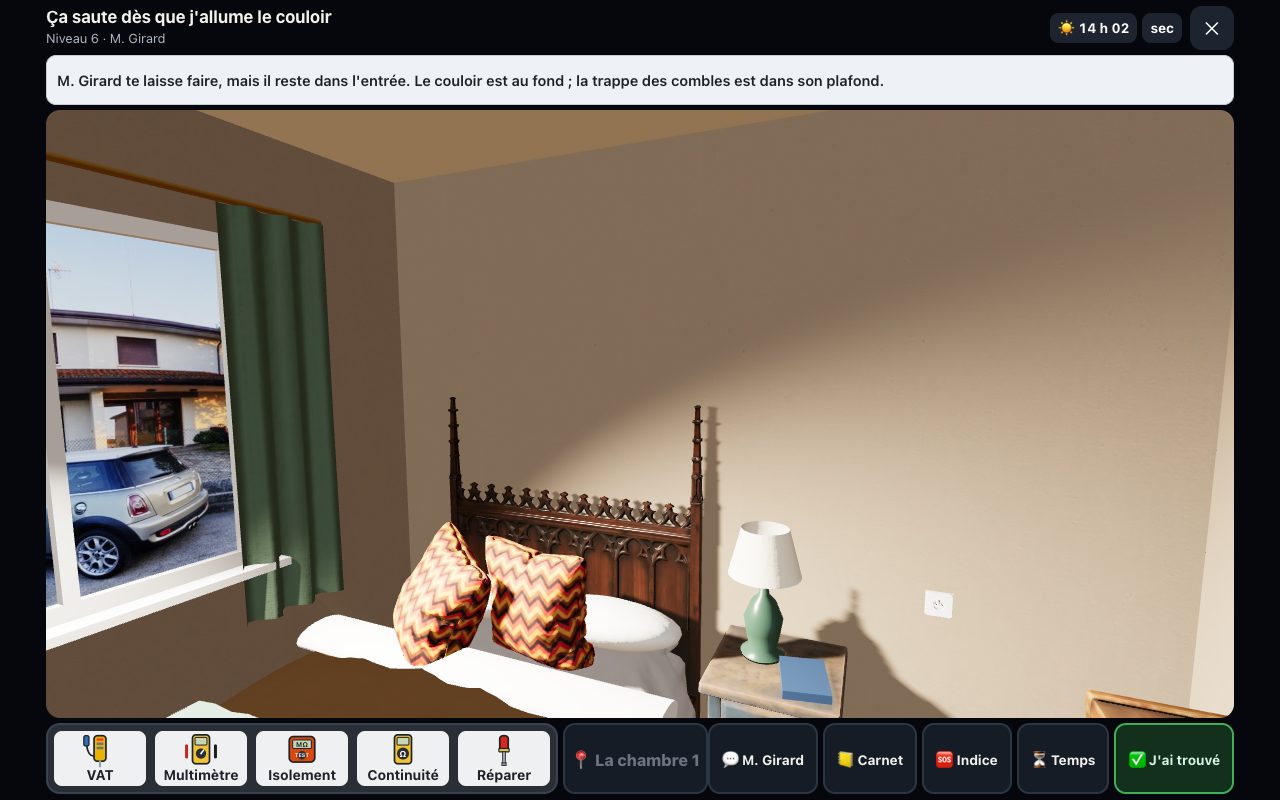 Ça saute dès que j'allume le couloir
Niveau 6 · M. Girard
☀️ 14 h 02
sec
M. Girard te laisse faire, mais il reste dans l'entrée. Le couloir est au fond ; la trappe des combles est dans son plafond.
VAT
MΩ
TEST
Ω
Multimètre
Isolement
Continuité
Réparer
📍 La chambre 1
💬 M. Girard
📒 Carnet
🆘 Indice
⏳ Temps
✅ J'ai trouvé